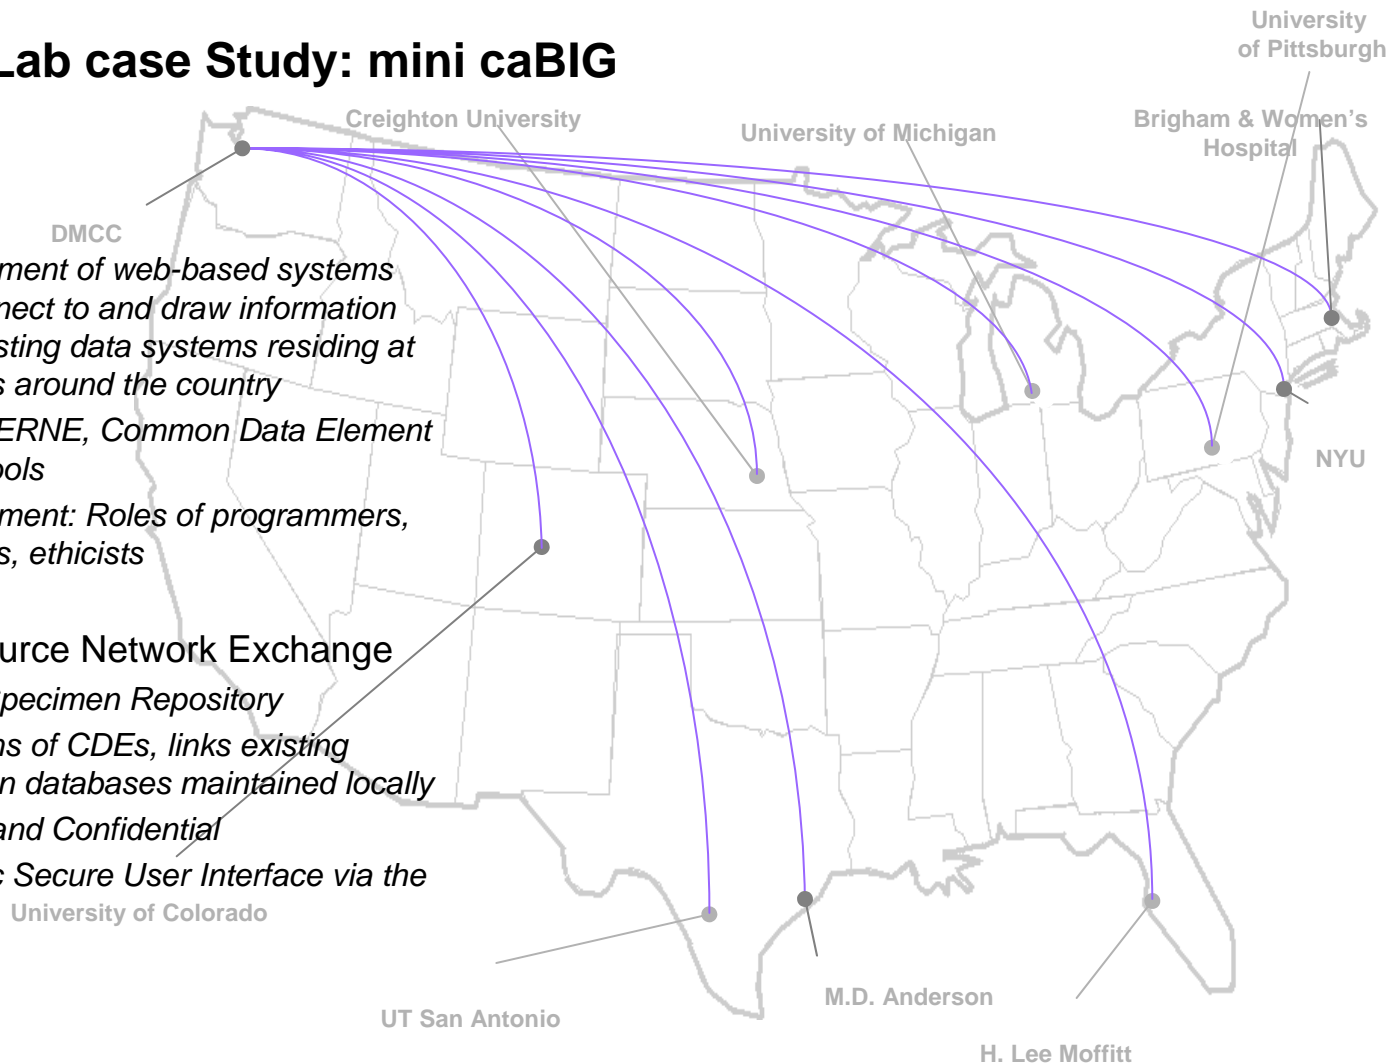 Lab case Study: mini caBIG
University
of Pittsburgh
Creighton University
University of Michigan
Brigham & Women's
Hospital
DMCC
ment of web-based systems
nect to and draw information
sting data systems residing at
s around the country
ERNE, Common Data Element
ools
NYU
ment: Roles of programmers,
s, ethicists
urce Network Exchange
Specimen Repository
ns of CDEs, links existing
n databases maintained locally
and Confidential
c Secure User Interface via the
University of Colorado
M.D. Anderson
UT San Antonio
H. Lee Moffitt